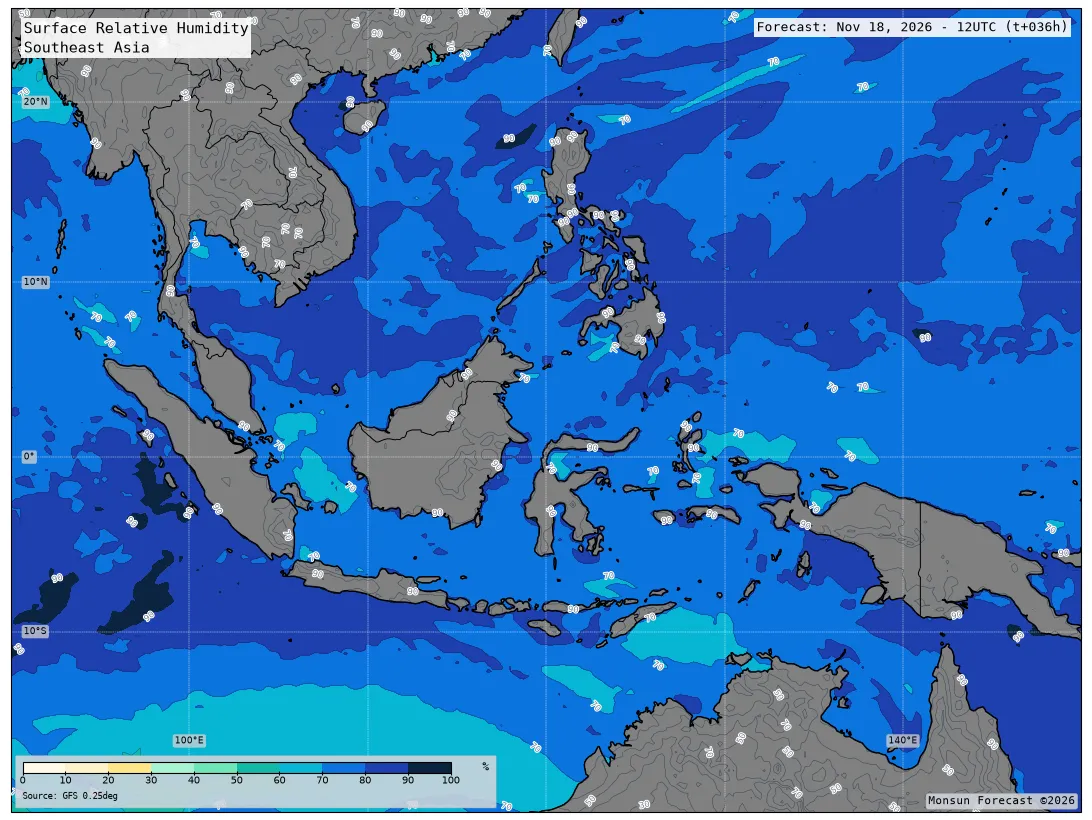 Surface Relative Humidity
Southeast Asia
Forecast: Nov 18, 2026 - 12UTC (t+036h)
20°N
10°N
0°
10°S
100°E
140°E
0 10 20 30 40 50 60 70 80 90 100
%
Source: GFS 0.25deg
Monsun Forecast ©2026